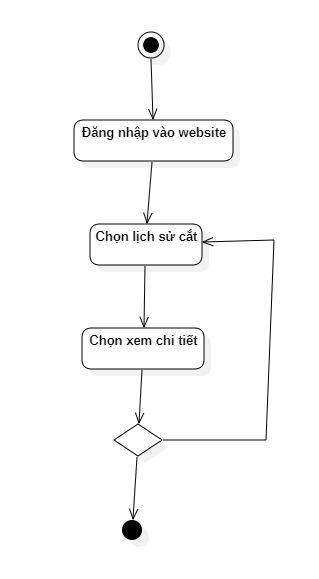 Đăng nhập vào website
Chọn lịch sử cắt
Chọn xem chi tiết